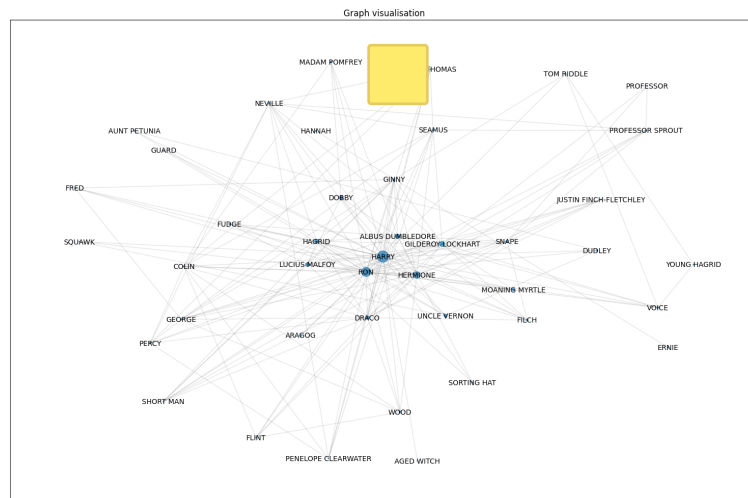 Graph visualisation
MADAM POMFREY
TOM RIDDLE
PROFESSOR
NEVILLE
AUNT PETUNIA
HANNAH
SEAMUS
PROFESSOR SPROUT
GUARD
GINNY
FRED
DOBBY
JUSTIN FINCH-FLETCHLEY
FUDGE
SQUAWK
HAGRID
ALBUS DUMBLEDORE
GILDEROY LOCKHART
SNAPE
DUDLEY
HARRY
COLIN
LUCIUS MALFOY
RON
HERMIONE
YOUNG HAGRID
MOANING MYRTLE
VOICE
GEORGE
DRACO
UNCLE VERNON
FILCH
PERCY
ARAGOG
ERNIE
SORTING HAT
SHORT MAN
WOOD
FLINT
PENELOPE CLEARWATER
AGED WITCH